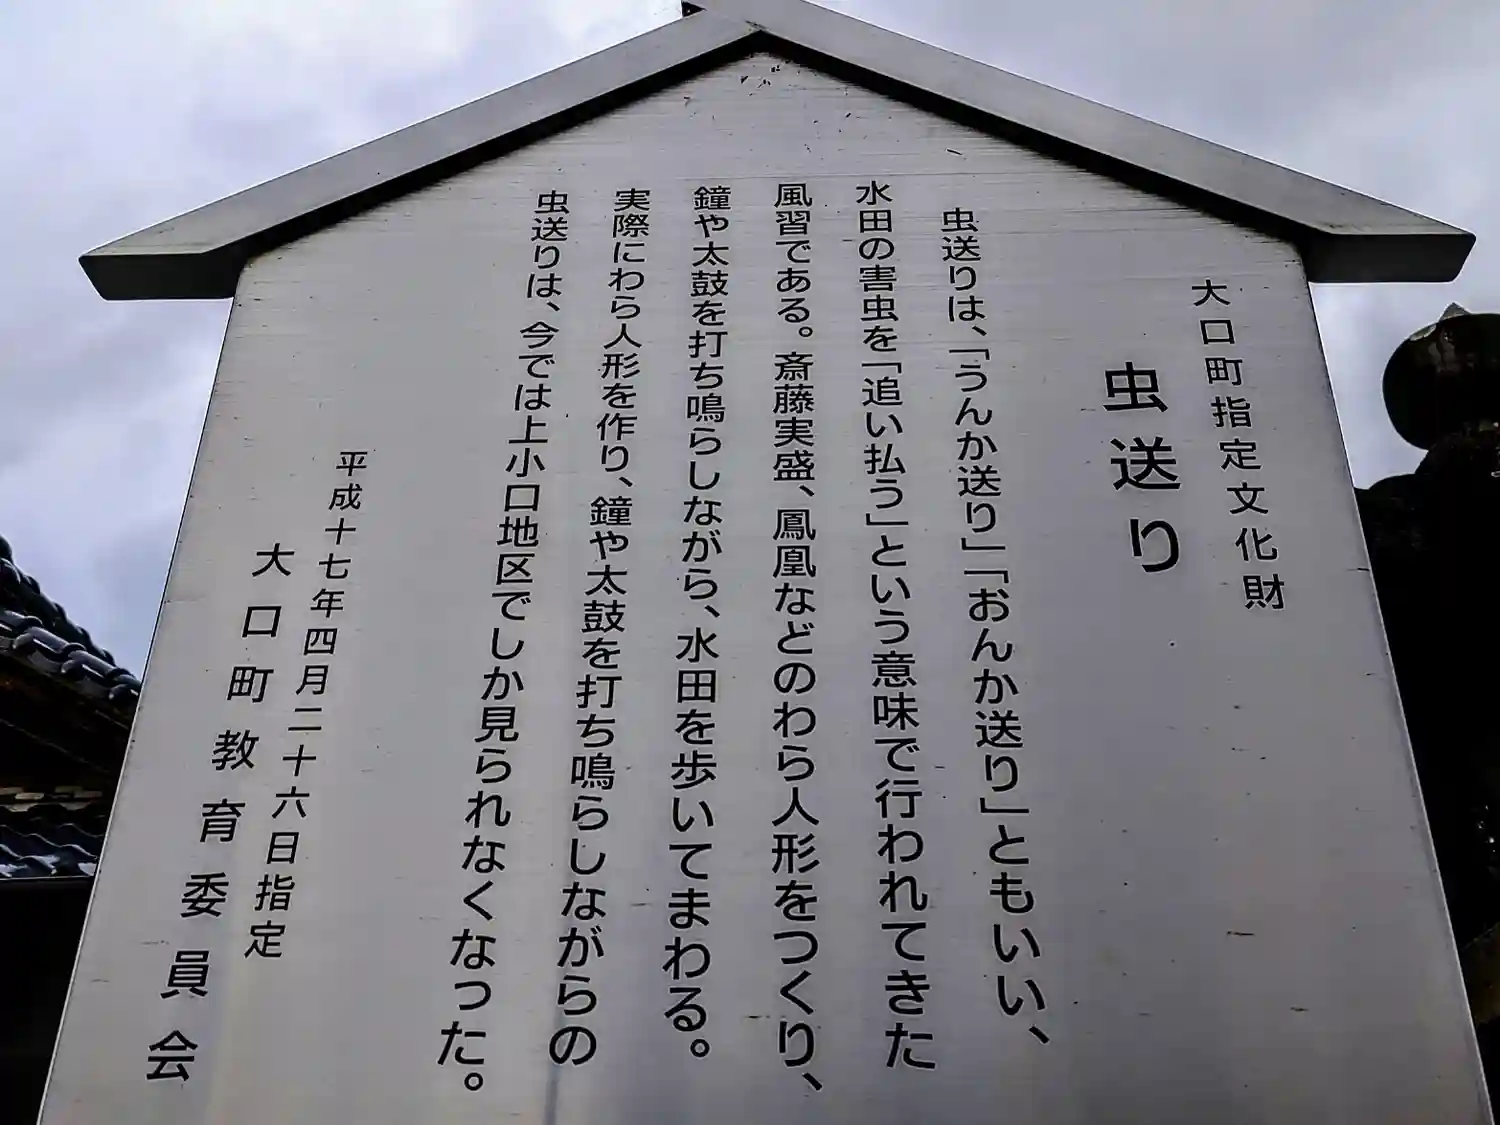 大口町指定文化財
虫送り
虫送りは、「うんか送り」「おんか送り」ともいい、
水田の害虫を「追い払う」という意味で行われてきた
風習である。斎藤実盛、鳳凰などのわら人形をつくり、
鐘や太鼓を打ち鳴らしながら、水田を歩いてまわる。
実際にわら人形を作り、鐘や太鼓を打ち鳴らしながらの
虫送りは、今では上小口地区でしか見られなくなった。
平成十七年四月二十六日指定
大口町教育委員会